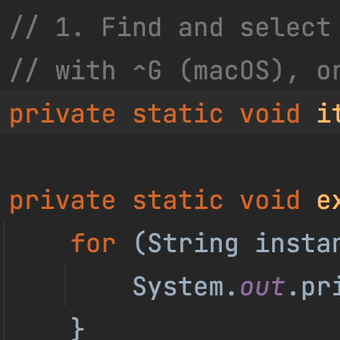 // 1. Find and select
// with ^G (macOS), or
private static void it
private static void ex
for (String instan
System.out.pri
}